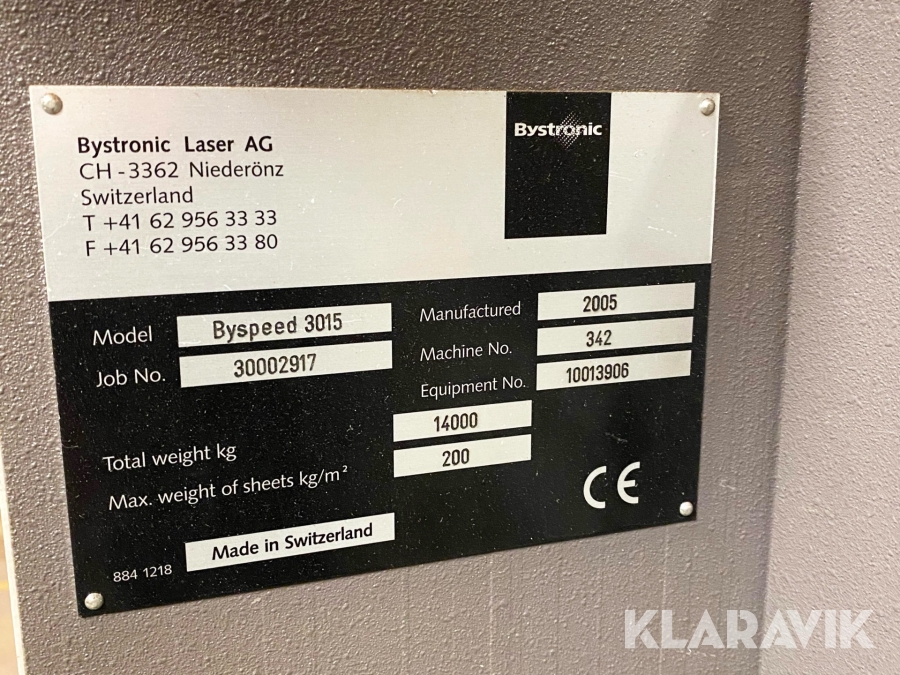 Bystronic Laser AG
CH-3362 Niederönz
Switzerland
T +41 62 956 33 33
F +41 62 956 33 80
Bystronic
Model Byspeed 3015
Job No. 30002917
Manufactured 2005
Machine No. 342
Equipment No. 10013906
Total weight kg 14000
Max. weight of sheets kg/m² 200
884 1218 Made in Switzerland
CE
KLARAVIK